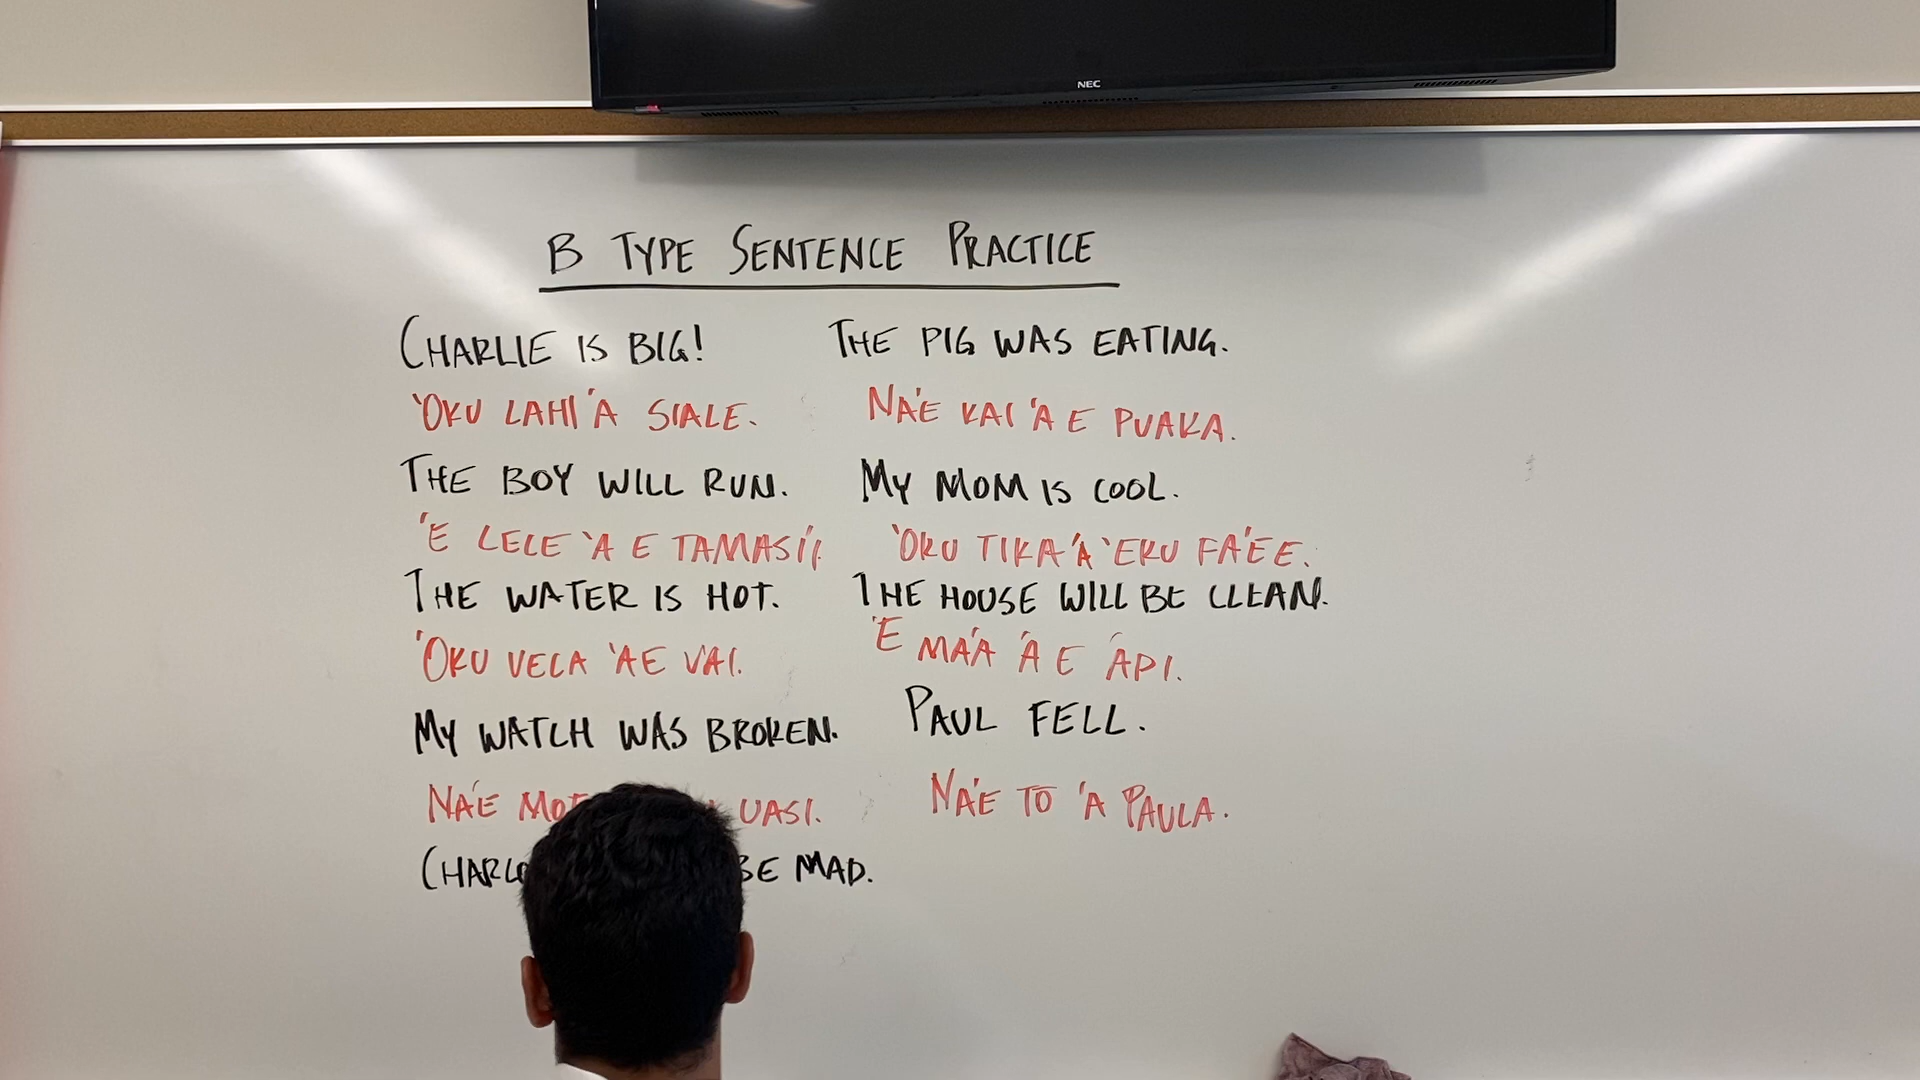 NEC
B TYPE SENTENCE PRACTICE
CHARLIE IS BIG!
'OKU LAHI 'A SIALE.
THE BOY WILL RUN.
'E LELE 'A E TAMASI'I.
THE WATER IS HOT.
'OKU VELA 'A E VAI.
MY WATCH WAS BROKEN.
NA'E UASI.
BE MAD.
THE PIG WAS EATING.
NA'E KAI 'A E PUAKA.
MY MOM IS COOL.
'OKU TIKA 'A 'EKU FA'EE.
THE HOUSE WILL BE CLEAN.
'E MA'A 'A E 'API.
PAUL FELL.
NA'E TŌ 'A PAULA.